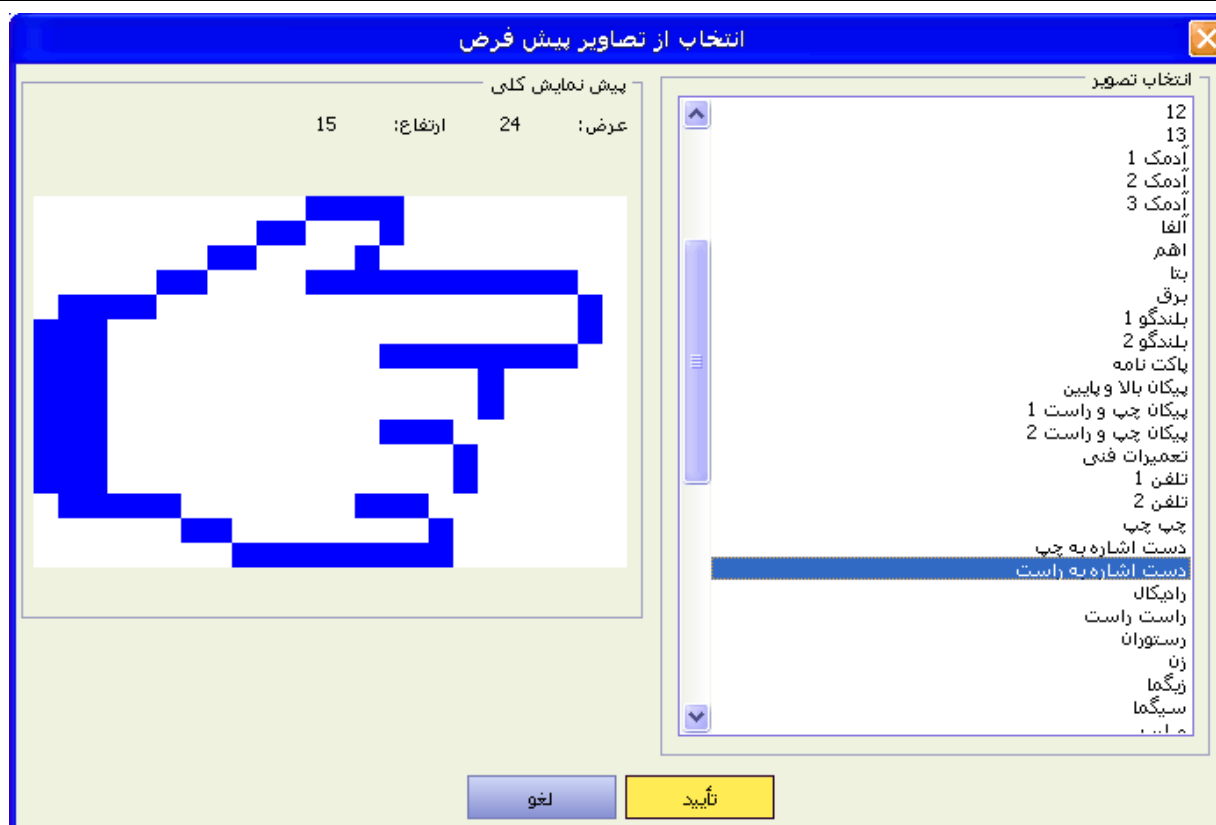 انتخاب از تصاویر پیش فرض
انتخاب تصویر
12
13
آدمک 1
آدمک 2
آدمک 3
آلفا
اهم
بتا
برق
بلندگو 1
بلندگو 2
پاکت نامه
پیکان بالا و پایین
پیکان چپ و راست 1
پیکان چپ و راست 2
تعمیرات فنی
تلفن 1
تلفن 2
چپ چپ
دست اشاره به چپ
دست اشاره به راست
رادیکال
راست راست
رستوران
زن
زیگما
سیگما
پیش نمایش کلی
عرض: 24 ارتفاع: 15
تأیید لغو